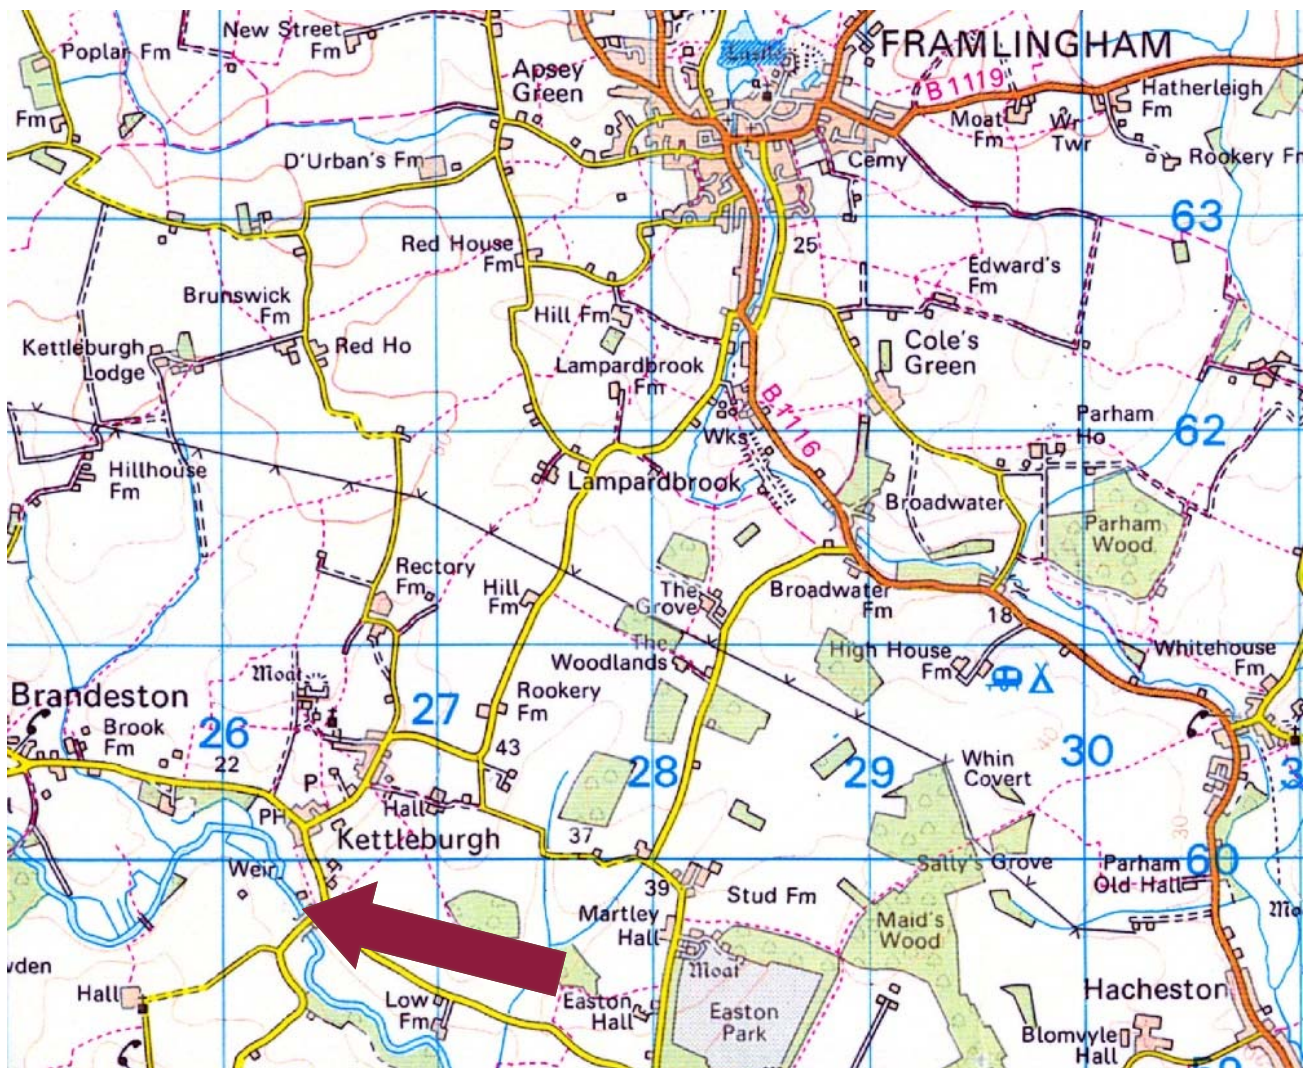 New Street
Fm
Poplar Fm
FRAMLINGHAM
Apsey
Green
B 1119
Hatherleigh
Fm
Fm
Moat
Fm
Wr
Twr
D'Urban's Fm
Cemy
Rookery Fm
63
Red House
Fm
25
Edward's
Fm
Brunswick
Fm
Hill Fm
Kettleburgh
Lodge
Red Ho
Cole's
Green
Lampardbrook
Fm
B1116
Parham
Ho
62
Wks
Hillhouse
Fm
Lampardbrook
Broadwater
Parham
Wood
Rectory
Fm
Hill
Fm
The
Grove
Broadwater
Fm
18
The
Woodlands
High House
Fm
Whitehouse
Fm
Moat
Brandeston
Rookery
Fm
27
Brook
Fm
26
22
43
28
29
Whin
Covert
30
3
P
PH
Hall
Kettleburgh
37
30
40
Sally's Grove
Parham
Old Hall
60
Weir
39
Stud Fm
Martley
Hall
Maid's
Wood
Moat
Hall
Low
Fm
Easton
Hall
Easton
Park
Hacheston
Blomvyle
Hall